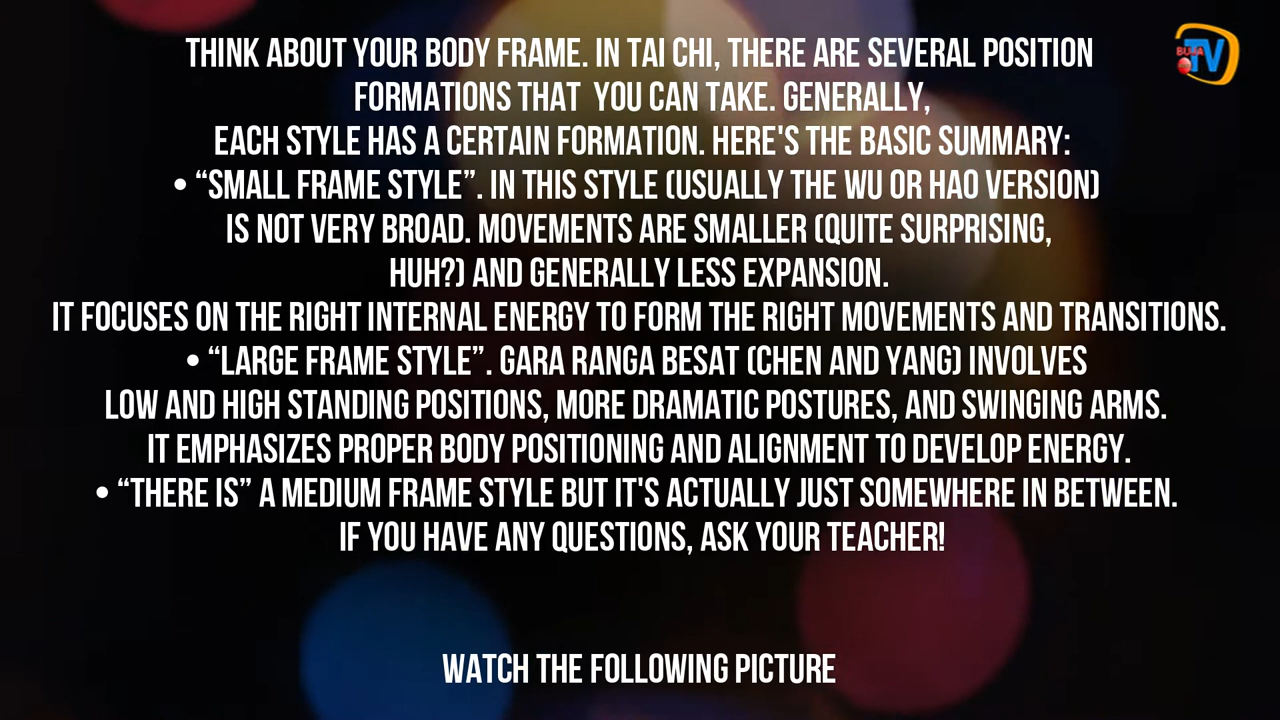 THINK ABOUT YOUR BODY FRAME. IN TAI CHI, THERE ARE SEVERAL POSITION
FORMATIONS THAT YOU CAN TAKE. GENERALLY,
EACH STYLE HAS A CERTAIN FORMATION. HERE'S THE BASIC SUMMARY:
• “SMALL FRAME STYLE”. IN THIS STYLE (USUALLY THE WU OR HAO VERSION)
IS NOT VERY BROAD. MOVEMENTS ARE SMALLER (QUITE SURPRISING,
HUH?) AND GENERALLY LESS EXPANSION.
IT FOCUSES ON THE RIGHT INTERNAL ENERGY TO FORM THE RIGHT MOVEMENTS AND TRANSITIONS.
• “LARGE FRAME STYLE”. GARA RANGA BESAT (CHEN AND YANG) INVOLVES
LOW AND HIGH STANDING POSITIONS, MORE DRAMATIC POSTURES, AND SWINGING ARMS.
IT EMPHASIZES PROPER BODY POSITIONING AND ALIGNMENT TO DEVELOP ENERGY.
• “THERE IS” A MEDIUM FRAME STYLE BUT IT'S ACTUALLY JUST SOMEWHERE IN BETWEEN.
IF YOU HAVE ANY QUESTIONS, ASK YOUR TEACHER!
WATCH THE FOLLOWING PICTURE
TV